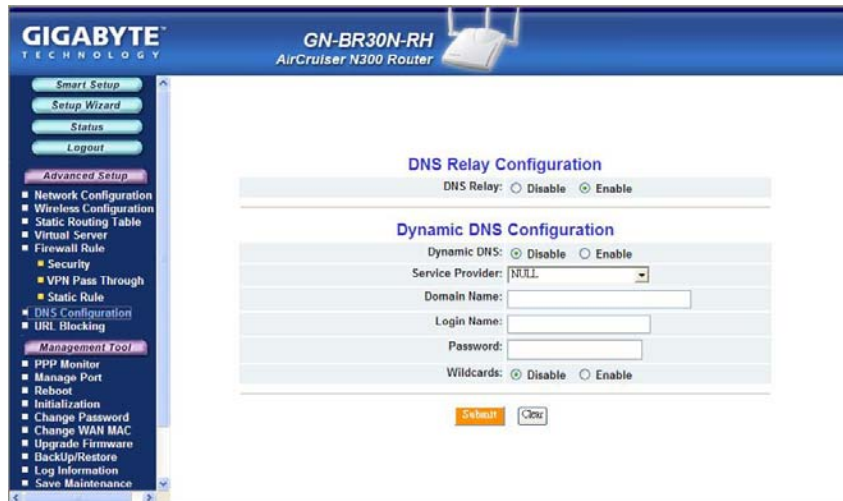 GIGABYTE™
TECHNOLOGY
GN-BR30N-RH
AirCruiser N300 Router
Smart Setup
Setup Wizard
Status
Logout
Advanced Setup
Network Configuration
Wireless Configuration
Static Routing Table
Virtual Server
Firewall Rule
Security
VPN Pass Through
Static Rule
DNS Configuration
URL Blocking
Management Tool
PPP Monitor
Manage Port
Reboot
Initialization
Change Password
Change WAN MAC
Upgrade Firmware
BackUp/Restore
Log Information
Save Maintenance
DNS Relay Configuration
DNS Relay: Disable Enable
Dynamic DNS Configuration
Dynamic DNS: Disable Enable
Service Provider: NULL
Domain Name:
Login Name:
Password:
Wildcards: Disable Enable
Submit Clear